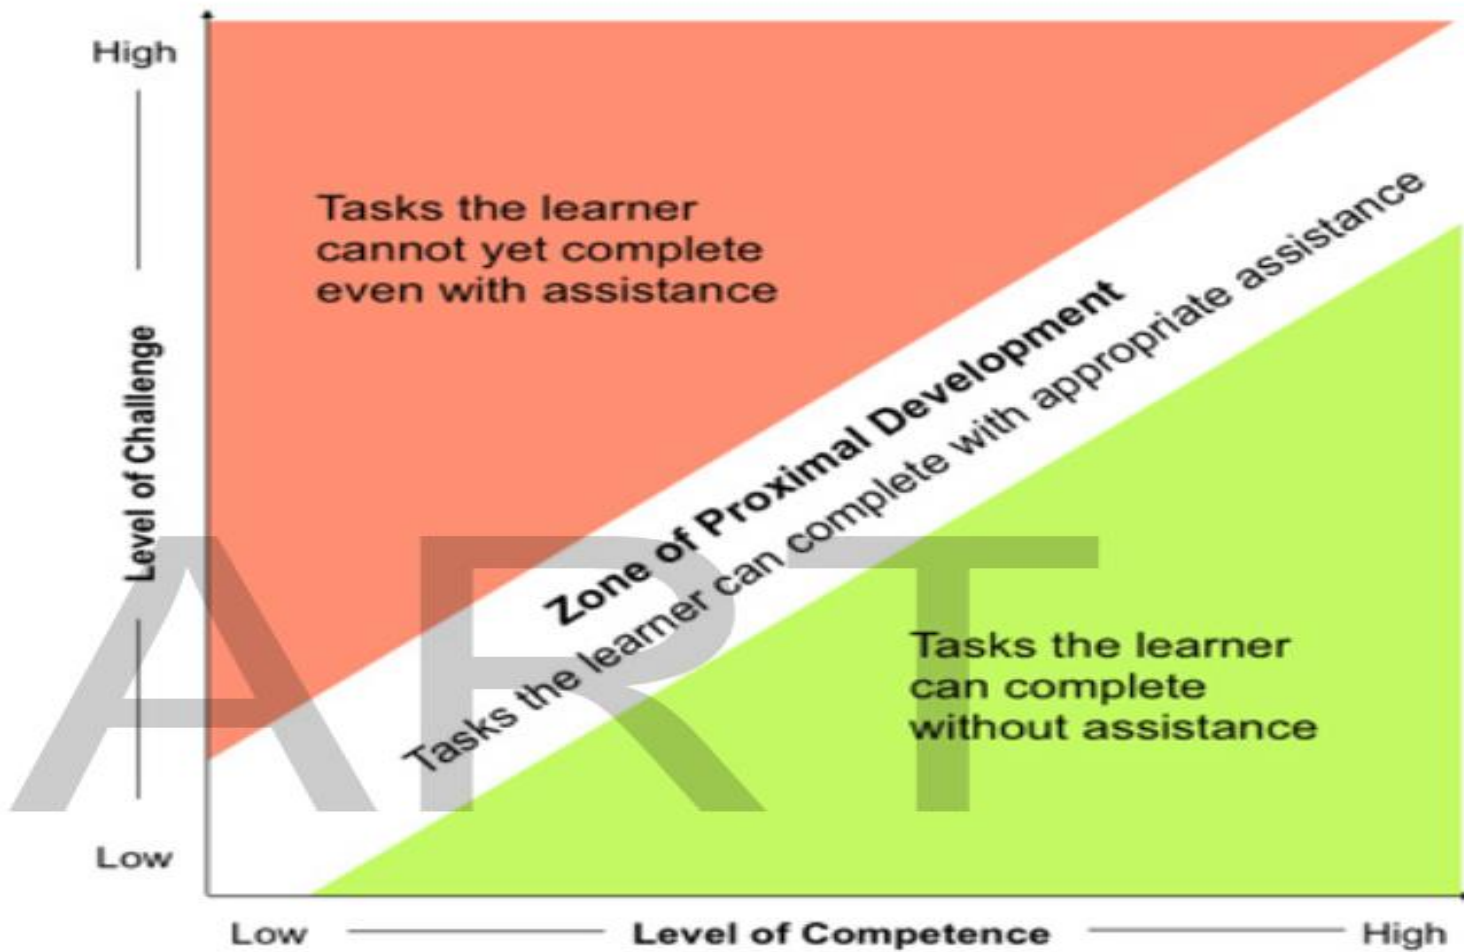 High
Tasks the learner
cannot yet complete
even with assistance
Level of Challenge
Zone of Proximal Development
Tasks the learner can complete with appropriate assistance
Tasks the learner
can complete
without assistance
ART
Low
Low Level of Competence High